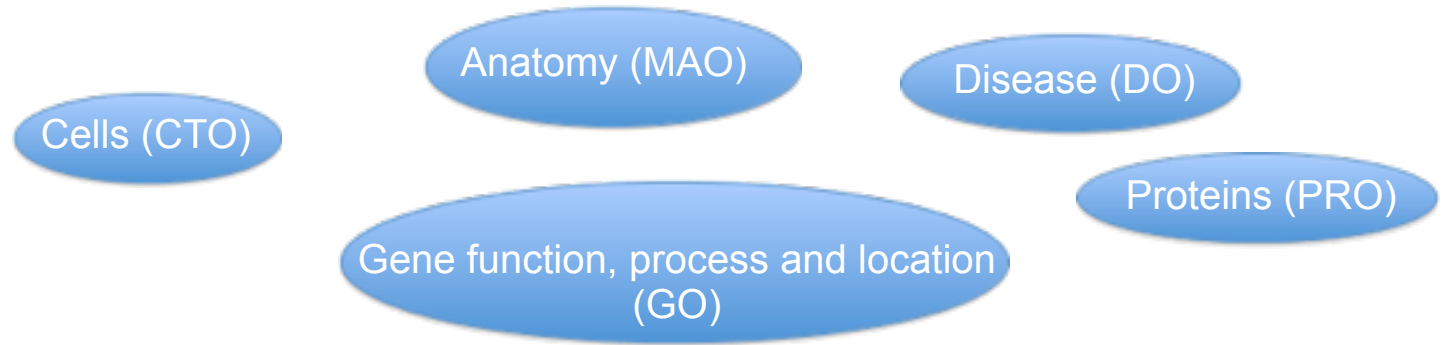 Anatomy (MAO)
Disease (DO)
Cells (CTO)
Proteins (PRO)
Gene function, process and location
(GO)